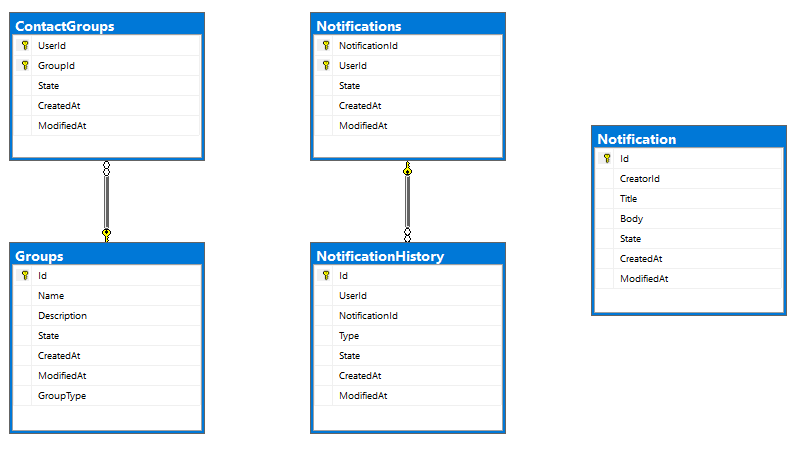 ContactGroups
UserId
GroupId
State
CreatedAt
ModifiedAt
Notifications
NotificationId
UserId
State
CreatedAt
ModifiedAt
Notification
Id
CreatorId
Title
Body
State
CreatedAt
ModifiedAt
Groups
Id
Name
Description
State
CreatedAt
ModifiedAt
GroupType
NotificationHistory
Id
UserId
NotificationId
Type
State
CreatedAt
ModifiedAt